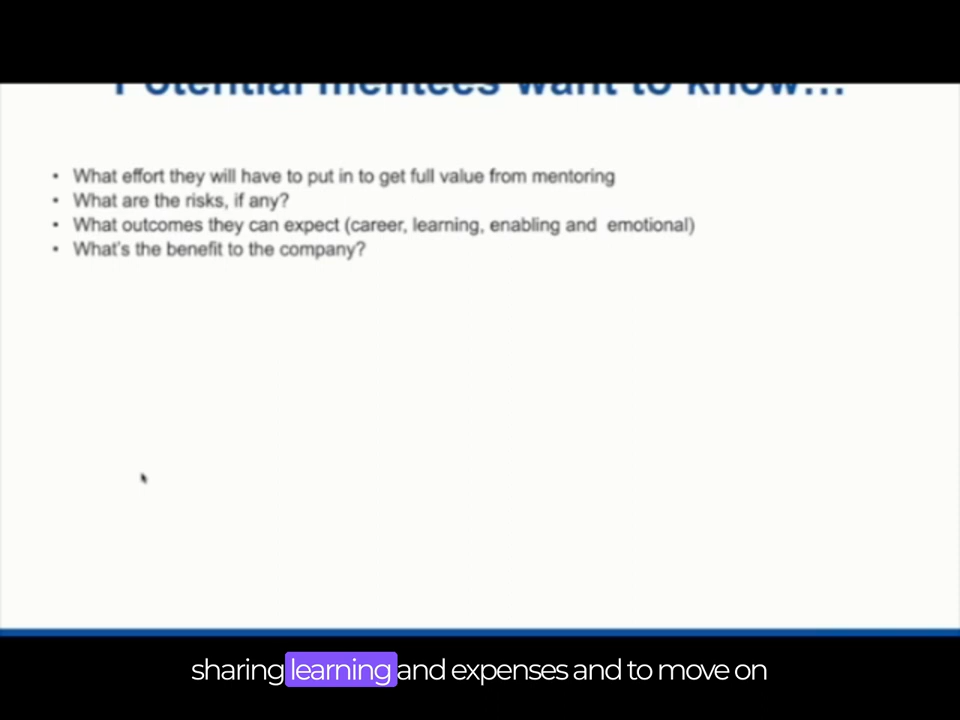 Potential mentees want to know...
• What effort they will have to put in to get full value from mentoring
• What are the risks, if any?
• What outcomes they can expect (career, learning, enabling and emotional)
• What's the benefit to the company?
sharing learning and expenses and to move on